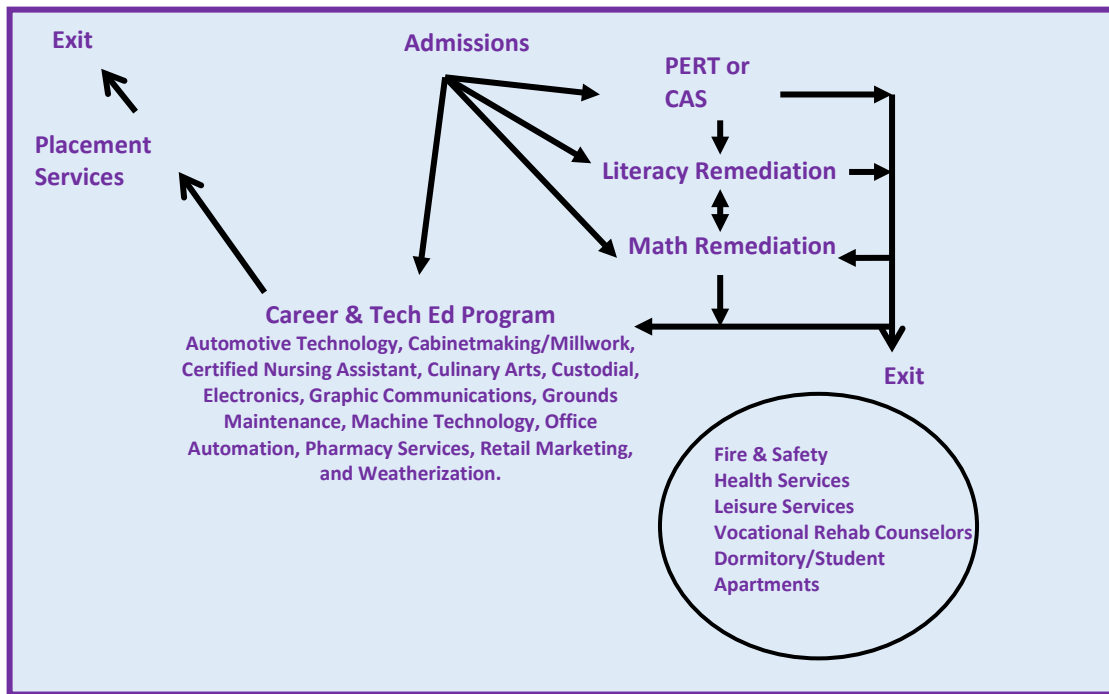 Exit
Admissions
PERT or
CAS
Placement
Services
Literacy Remediation
Math Remediation
Career & Tech Ed Program
Automotive Technology, Cabinetmaking/Millwork,
Certified Nursing Assistant, Culinary Arts, Custodial,
Electronics, Graphic Communications, Grounds
Maintenance, Machine Technology, Office
Automation, Pharmacy Services, Retail Marketing,
and Weatherization.
Exit
Fire & Safety
Health Services
Leisure Services
Vocational Rehab Counselors
Dormitory/Student
Apartments